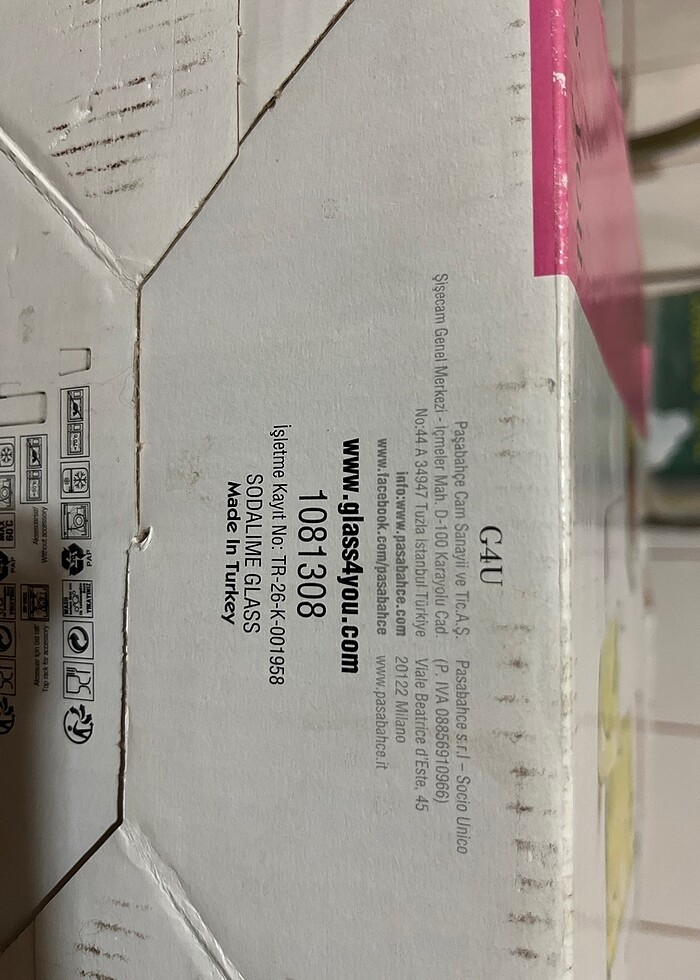 G4U
Paşabahçe Cam Sanayii ve Tic.A.Ş.
Şişecam Genel Merkezi - İçmeler Mah. D-100 Karayolu Cad.
No:44 A 34947 Tuzla İstanbul Türkiye
info:www.pasabahce.com
www.facebook.com/pasabahce
Pasabahce s.r.l – Socio Unico
(P. IVA 08856910966)
Viale Beatrice d'Este, 45
20122 Milano
www.pasabahce.it
www.glass4you.com
1081308
İşletme Kayıt No: TR-26-K-001958
SODALIME GLASS
Made In Turkey